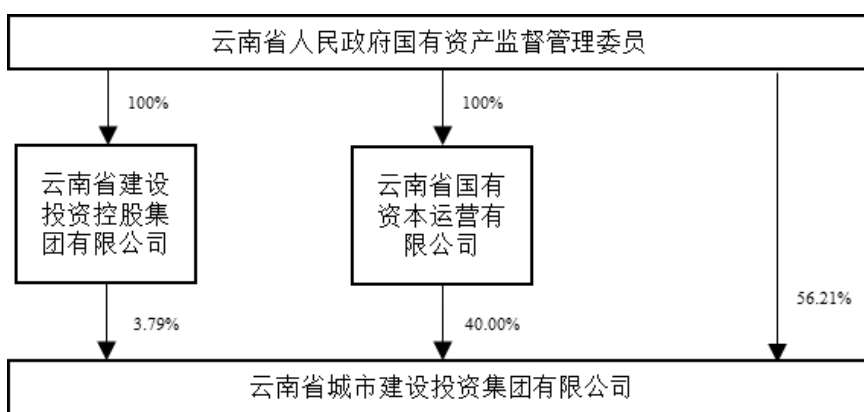 云南省人民政府国有资产监督管理委员
100%
100%
云南省建设
投资控股集
团有限公司
云南省国有
资本运营有
限公司
56.21%
3.79%
40.00%
云南省城市建设投资集团有限公司